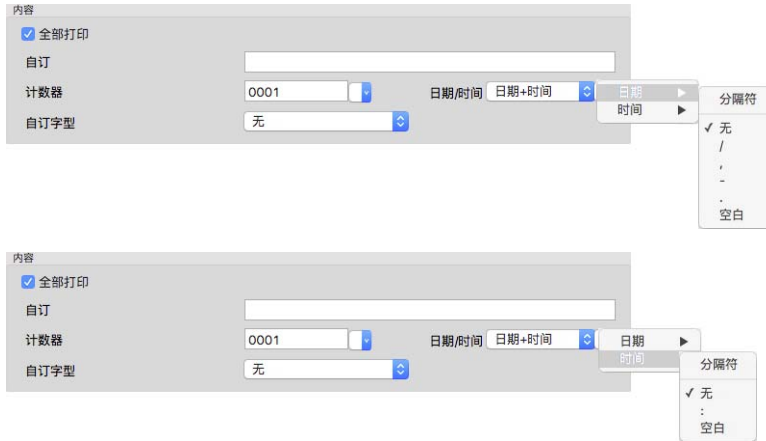 内容
全部打印
自订
计数器 0001 日期/时间 日期+时间 日期
自订字型 无 时间
分隔符
✓ 无
/
,
-
.
空白
内容
全部打印
自订
计数器 0001 日期/时间 日期+时间 日期
自订字型 无 时间
分隔符
✓ 无
:
空白